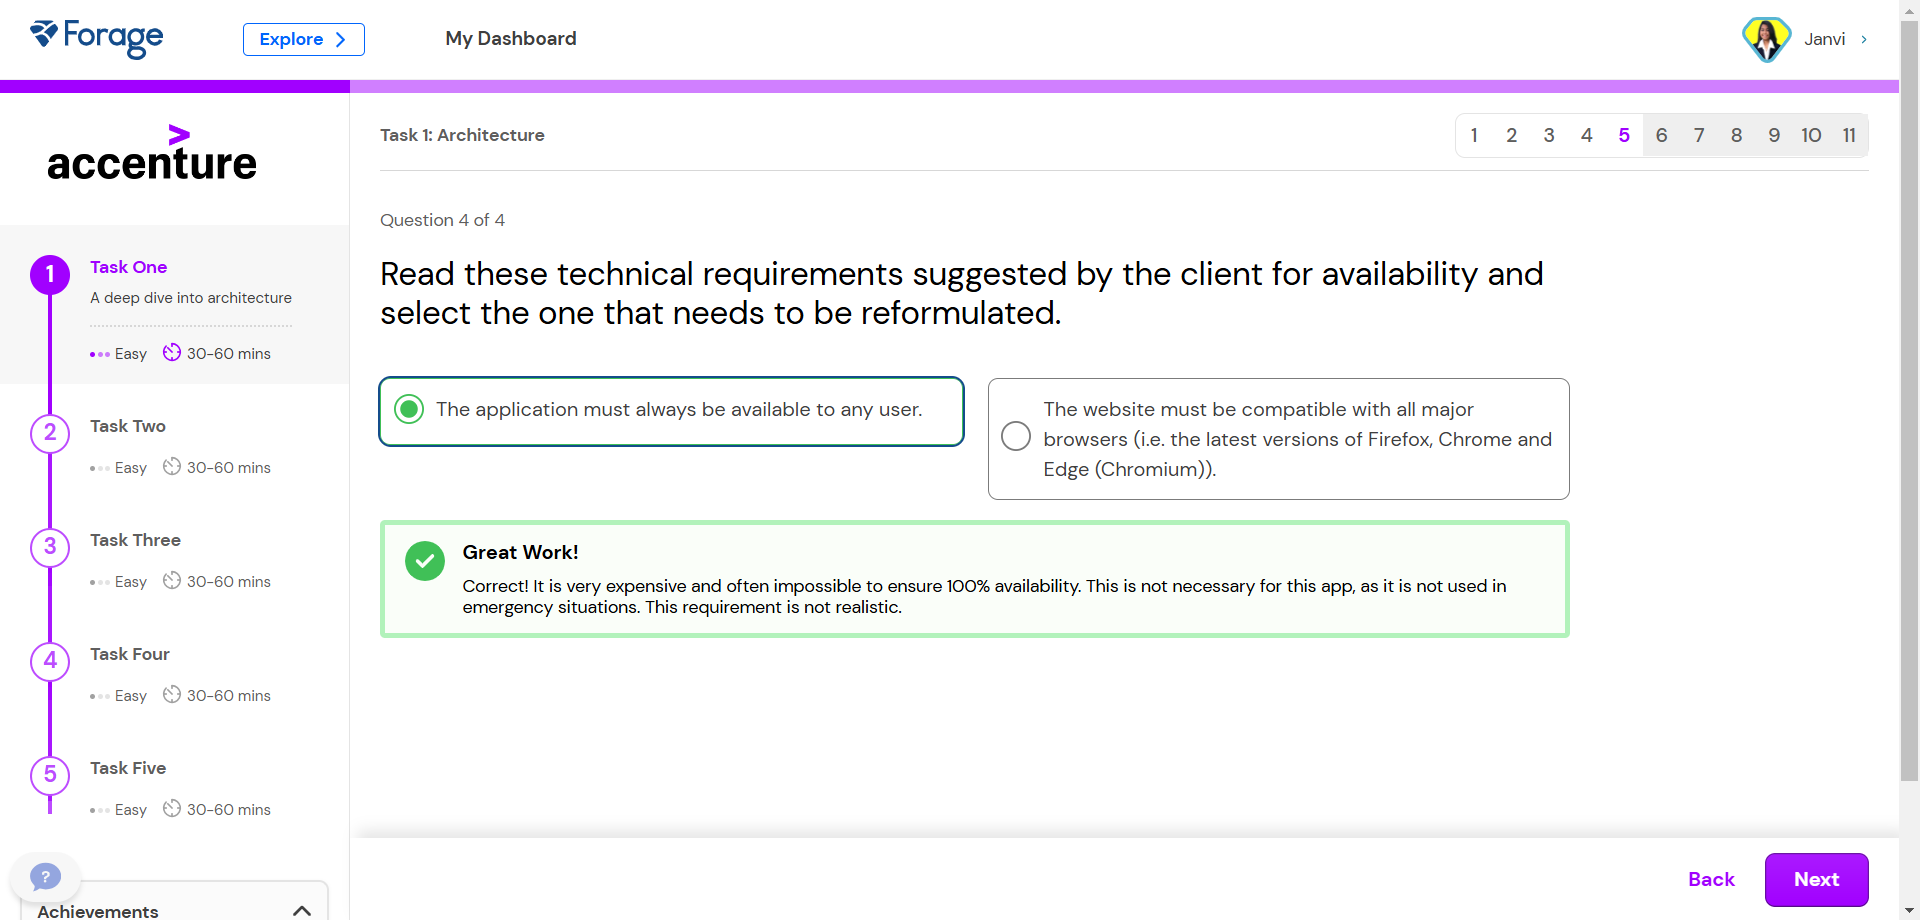 Forage
Explore
My Dashboard
Janvi
accenture
Task 1: Architecture
1 2 3 4 5 6 7 8 9 10 11
1
Task One
A deep dive into architecture
Easy 30-60 mins
2
Task Two
Easy 30-60 mins
3
Task Three
Easy 30-60 mins
4
Task Four
Easy 30-60 mins
5
Task Five
Easy 30-60 mins
?
Achievements
Question 4 of 4
Read these technical requirements suggested by the client for availability and
select the one that needs to be reformulated.
The application must always be available to any user.
The website must be compatible with all major
browsers (i.e. the latest versions of Firefox, Chrome and
Edge (Chromium)).
Great Work!
Correct! It is very expensive and often impossible to ensure 100% availability. This is not necessary for this app, as it is not used in
emergency situations. This requirement is not realistic.
Back
Next